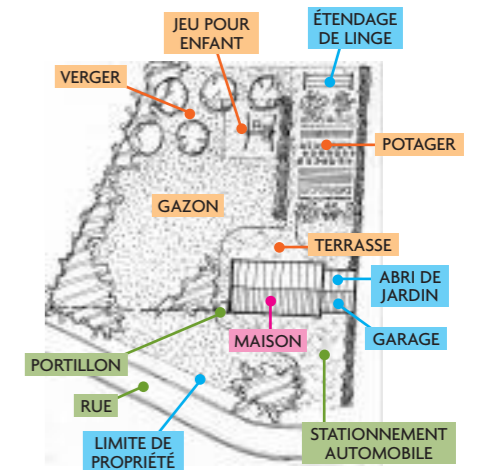 JEU POUR
ENFANT
ÉTENDAGE
DE LINGE
VERGER
POTAGER
GAZON
TERRASSE
ABRI DE
JARDIN
MAISON
GARAGE
PORTILLON
RUE
LIMITE DE
PROPRIÉTÉ
STATIONNEMENT
AUTOMOBILE